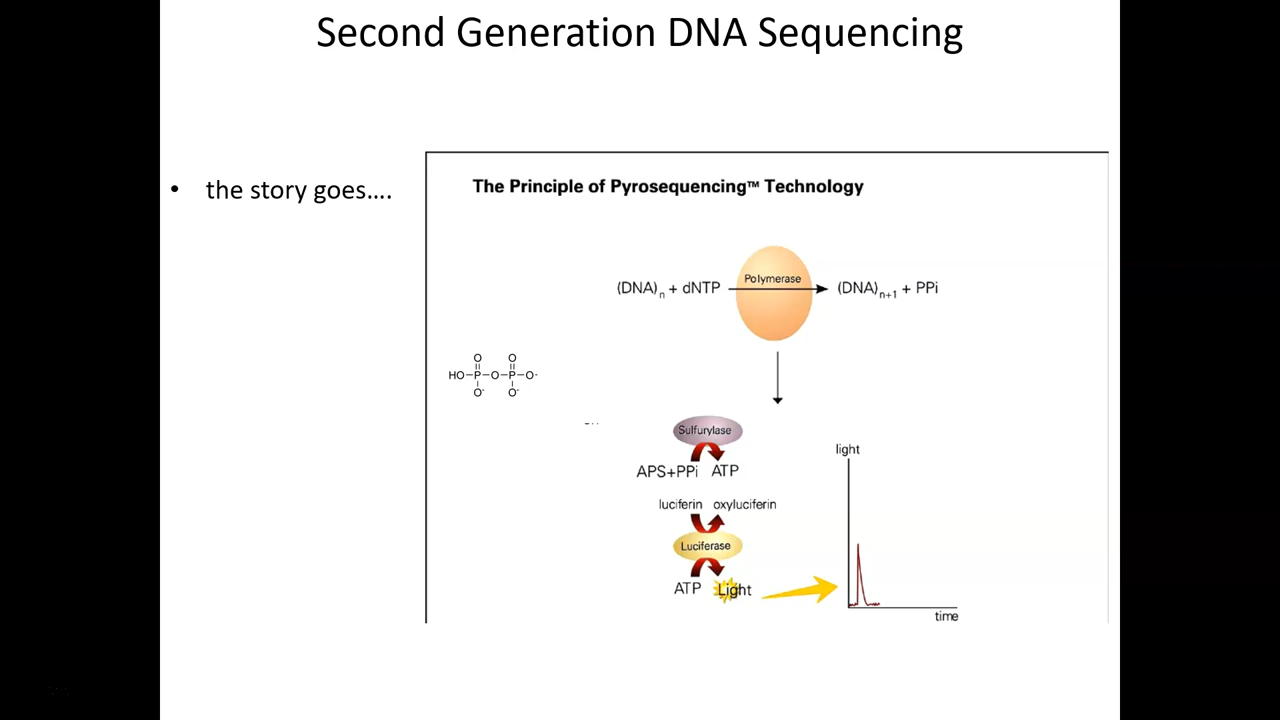 Second Generation DNA Sequencing
• the story goes....
The Principle of Pyrosequencing™ Technology
Polymerase
(DNA)n + dNTP
(DNA)n+1 + PPi
O O
HO-P-O-P-O-
O- O-
Sulfurylase
APS+PPi ATP
luciferin oxyluciferin
Luciferase
ATP Light
light
time